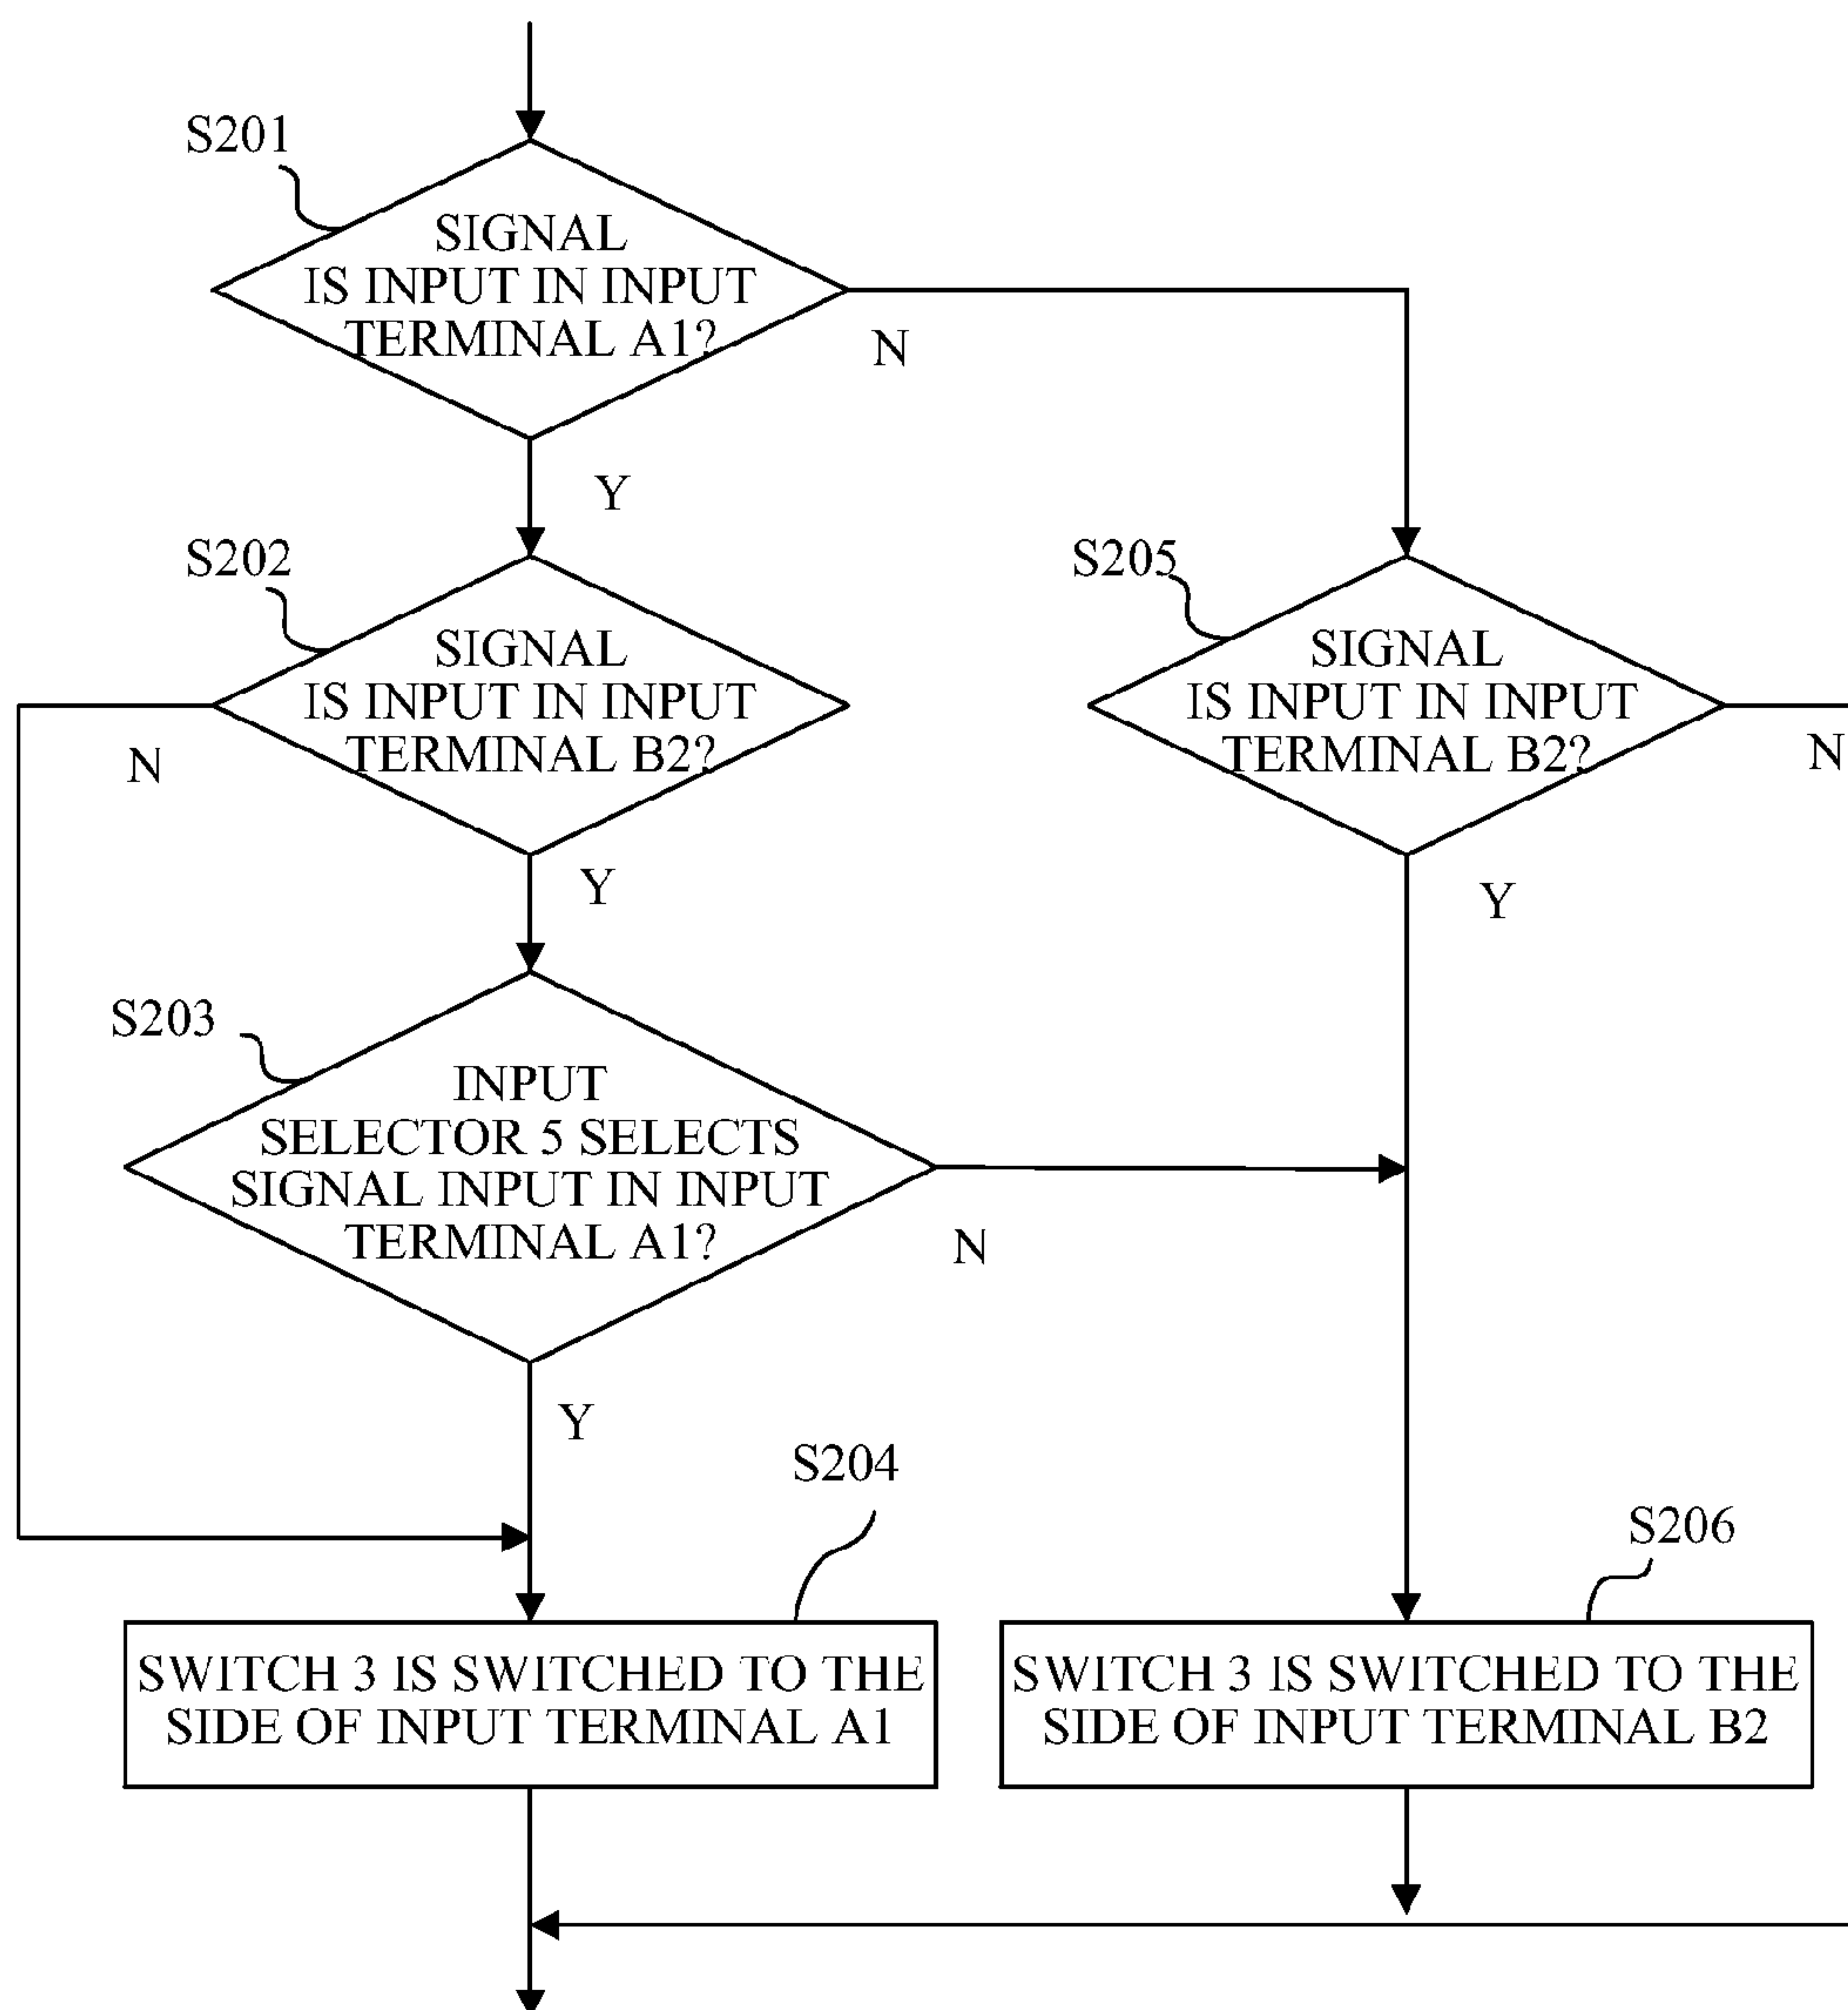 S201
SIGNAL
IS INPUT IN INPUT
TERMINAL A1?
N
Y
S202
SIGNAL
IS INPUT IN INPUT
TERMINAL B2?
N
Y
S205
SIGNAL
IS INPUT IN INPUT
TERMINAL B2?
N
Y
S203
INPUT
SELECTOR 5 SELECTS
SIGNAL INPUT IN INPUT
TERMINAL A1?
N
Y
S204
SWITCH 3 IS SWITCHED TO THE
SIDE OF INPUT TERMINAL A1
S206
SWITCH 3 IS SWITCHED TO THE
SIDE OF INPUT TERMINAL B2